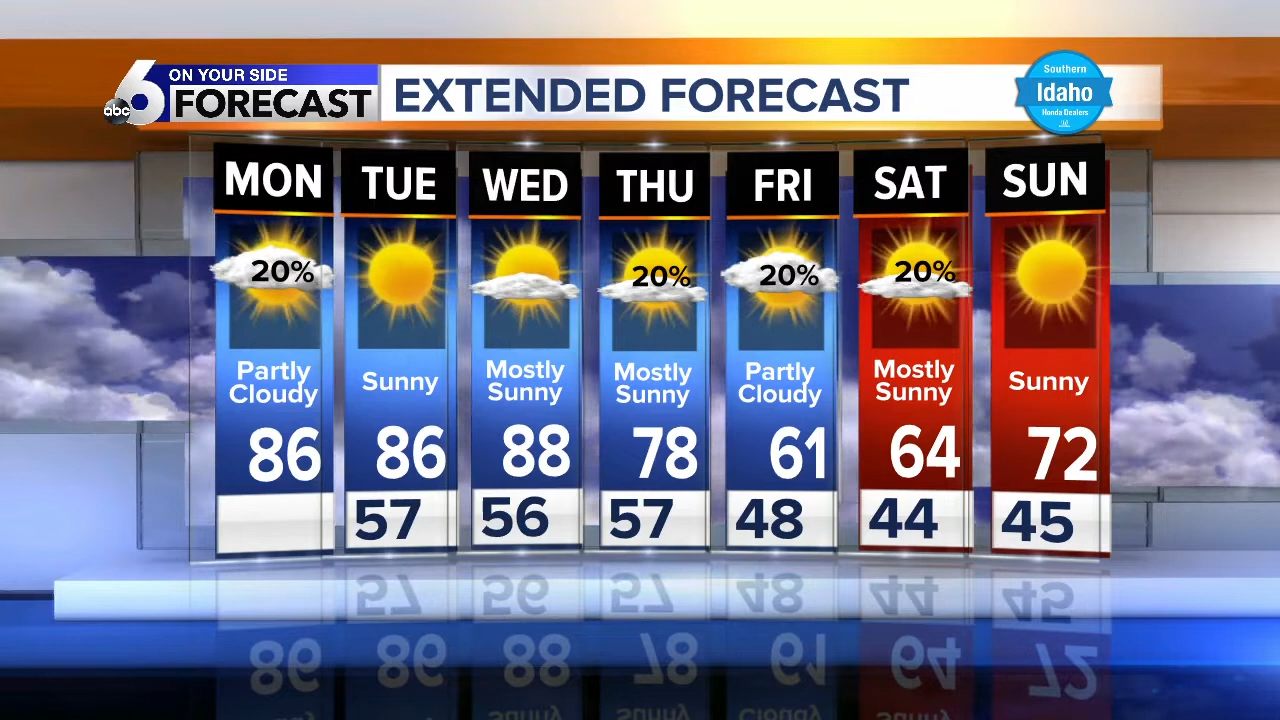 abc 6 ON YOUR SIDE
FORECAST
EXTENDED FORECAST
Southern
Idaho
Honda Dealers
MON TUE WED THU FRI SAT SUN
20% 20% 20% 20%
Partly Cloudy
Sunny
Mostly Sunny
Mostly Sunny
Partly Cloudy
Mostly Sunny
Sunny
86 86 88 78 61 64 72
57 56 57 48 44 45